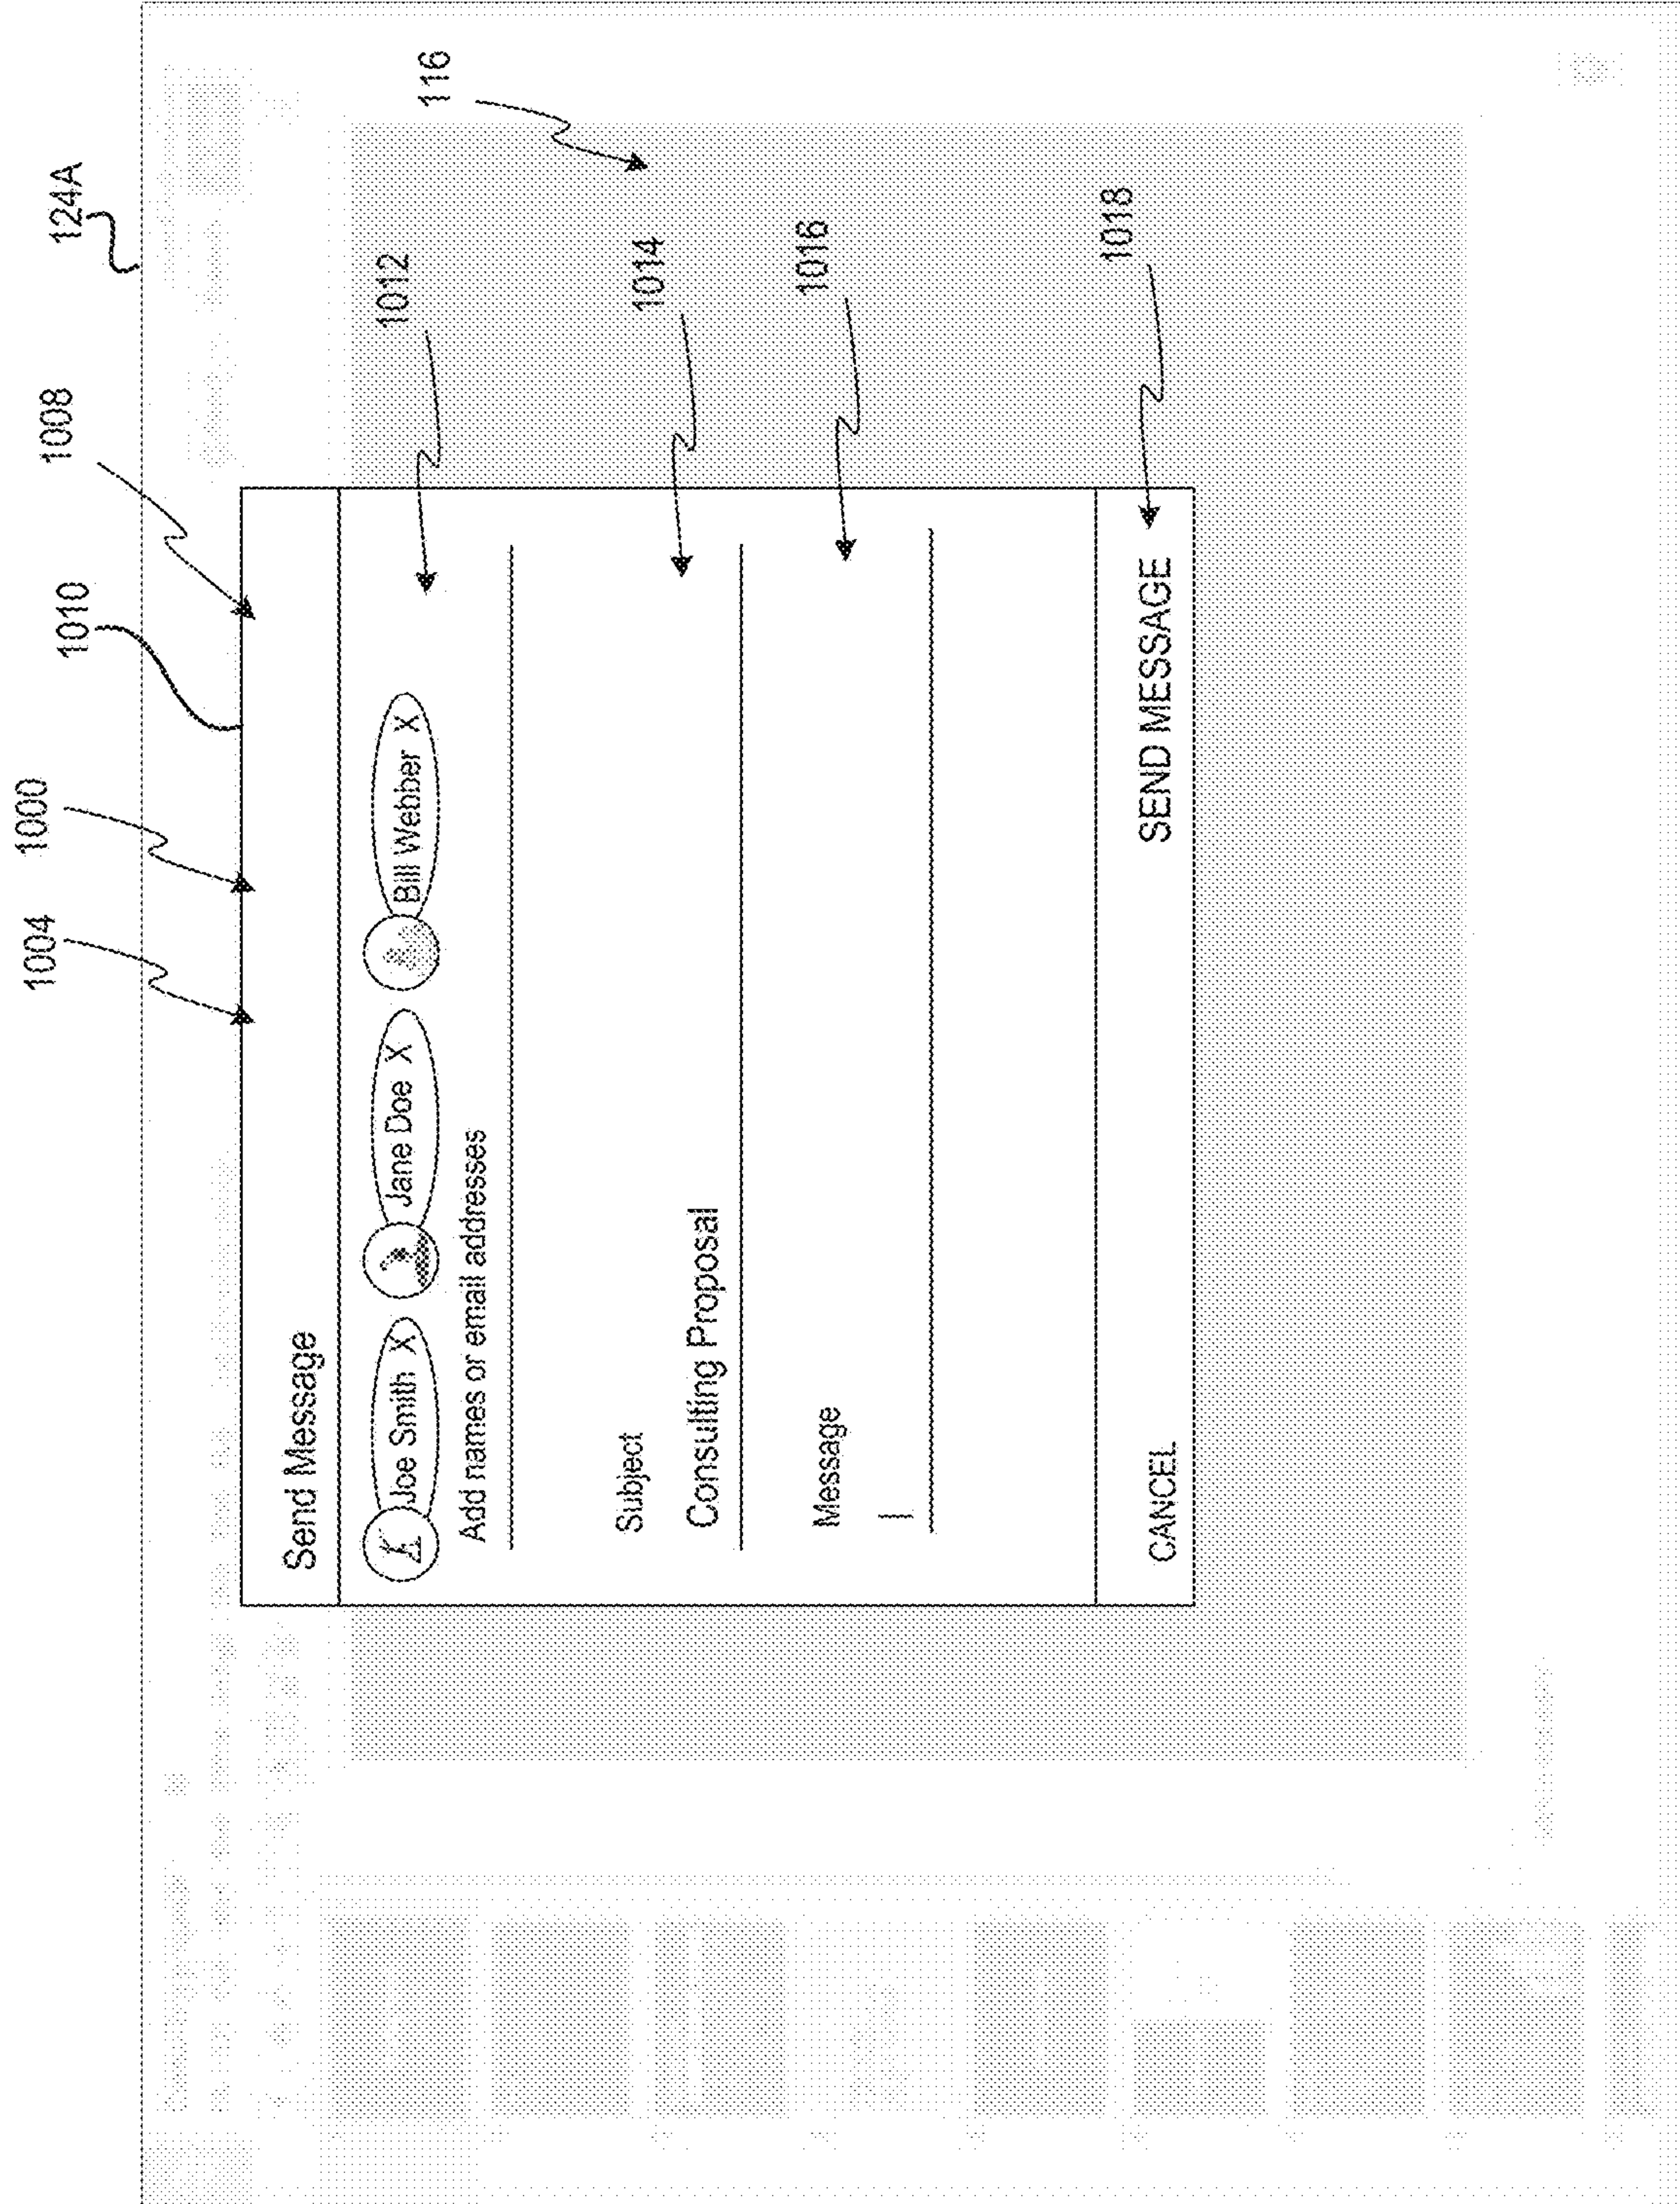 124A
1008
1010
1000
1004
116
Send Message
Joe Smith X Jane Doe X Bill Webber X
1012
Add names or email addresses
Subject
1014
Consulting Proposal
Message
1016
CANCEL SEND MESSAGE
1018